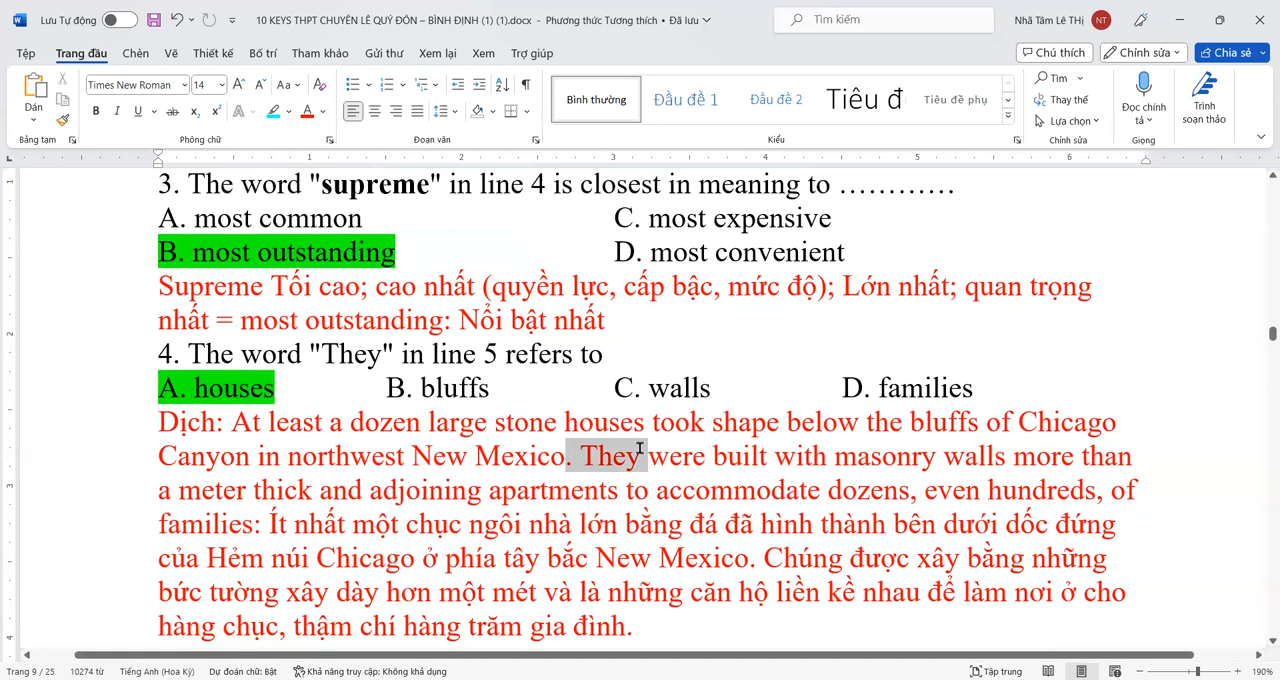 Lưu Tự động
10 KEYS THPT CHUYÊN LÊ QUÝ ĐÔN – BÌNH ĐỊNH (1) (1).docx - Phương thức Tương thích • Đã lưu
Tìm kiếm
Nhã Tâm Lê THị
NT
Tệp Trang đầu Chèn Vẽ Thiết kế Bố trí Tham khảo Gửi thư Xem lại Xem Trợ giúp
Chú thích Chỉnh sửa Chia sẻ
Dán
Times New Roman 14
Bình thường Đầu đề 1 Đầu đề 2 Tiêu đ Tiêu đề phụ
Tìm
Thay thế
Lựa chọn
Đọc chính tả
Trình soạn thảo
Bảng tạm Phông chữ Đoạn văn Kiểu Chỉnh sửa Giọng
3. The word "supreme" in line 4 is closest in meaning to …………
A. most common C. most expensive
B. most outstanding D. most convenient
Supreme Tối cao; cao nhất (quyền lực, cấp bậc, mức độ); Lớn nhất; quan trọng
nhất = most outstanding: Nổi bật nhất
4. The word "They" in line 5 refers to
A. houses B. bluffs C. walls D. families
Dịch: At least a dozen large stone houses took shape below the bluffs of Chicago
Canyon in northwest New Mexico. They were built with masonry walls more than
a meter thick and adjoining apartments to accommodate dozens, even hundreds, of
families: Ít nhất một chục ngôi nhà lớn bằng đá đã hình thành bên dưới dốc đứng
của Hẻm núi Chicago ở phía tây bắc New Mexico. Chúng được xây bằng những
bức tường xây dày hơn một mét và là những căn hộ liền kề nhau để làm nơi ở cho
hàng chục, thậm chí hàng trăm gia đình.
Trang 9 / 25 10274 từ Tiếng Anh (Hoa Kỳ) Dự đoán chữ: Bật Khả năng truy cập: Không khả dụng Tập trung 190%